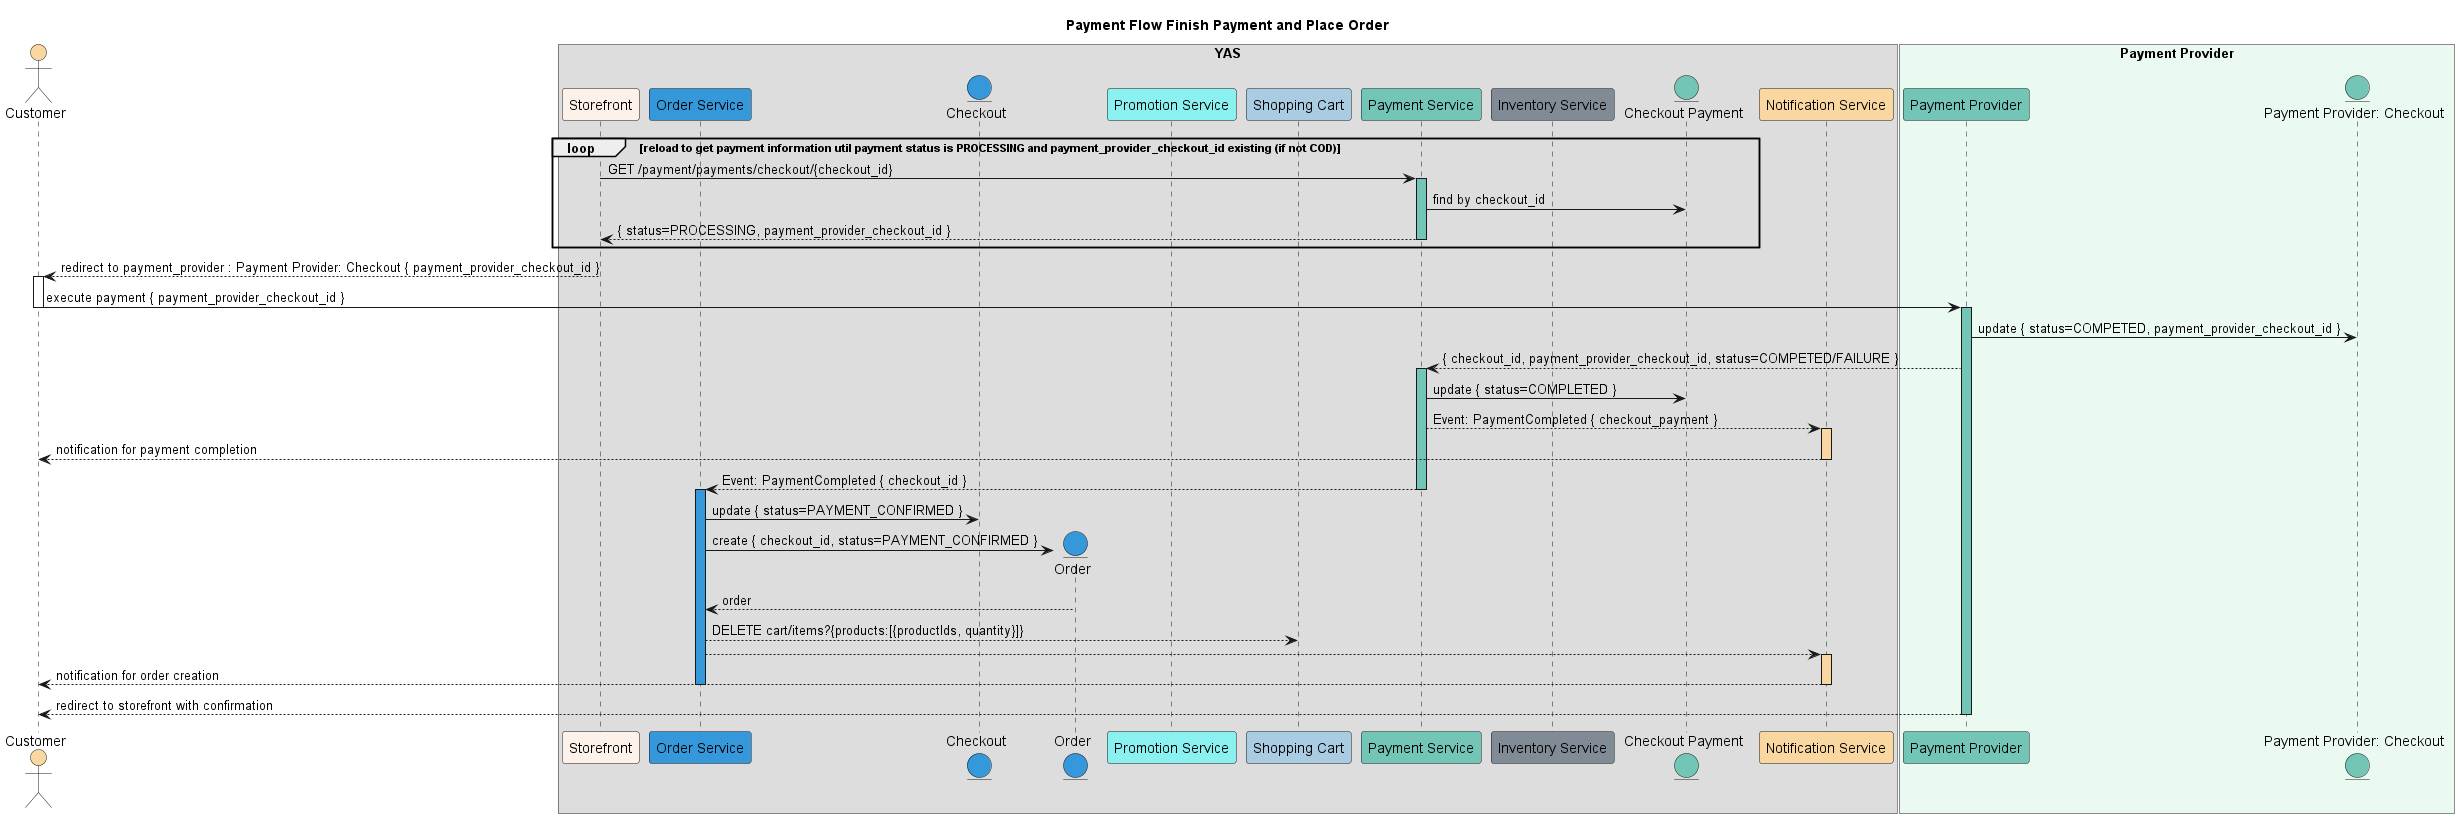 Payment Flow Finish Payment and Place Order
YAS
Payment Provider
Customer
Storefront
Order Service
Checkout
Promotion Service
Shopping Cart
Payment Service
Inventory Service
Checkout Payment
Notification Service
Payment Provider
Payment Provider: Checkout
loop
[reload to get payment information util payment status is PROCESSING and payment_provider_checkout_id existing (if not COD)]
GET /payment/payments/checkout/{checkout_id}
find by checkout_id
{ status=PROCESSING, payment_provider_checkout_id }
redirect to payment_provider : Payment Provider: Checkout { payment_provider_checkout_id }
execute payment { payment_provider_checkout_id }
update { status=COMPETED, payment_provider_checkout_id }
{ checkout_id, payment_provider_checkout_id, status=COMPETED/FAILURE }
update { status=COMPLETED }
Event: PaymentCompleted { checkout_payment }
notification for payment completion
Event: PaymentCompleted { checkout_id }
update { status=PAYMENT_CONFIRMED }
create { checkout_id, status=PAYMENT_CONFIRMED }
Order
order
DELETE cart/items?{products:[{productIds, quantity}]}
notification for order creation
redirect to storefront with confirmation
Customer
Storefront
Order Service
Checkout
Order
Promotion Service
Shopping Cart
Payment Service
Inventory Service
Checkout Payment
Notification Service
Payment Provider
Payment Provider: Checkout